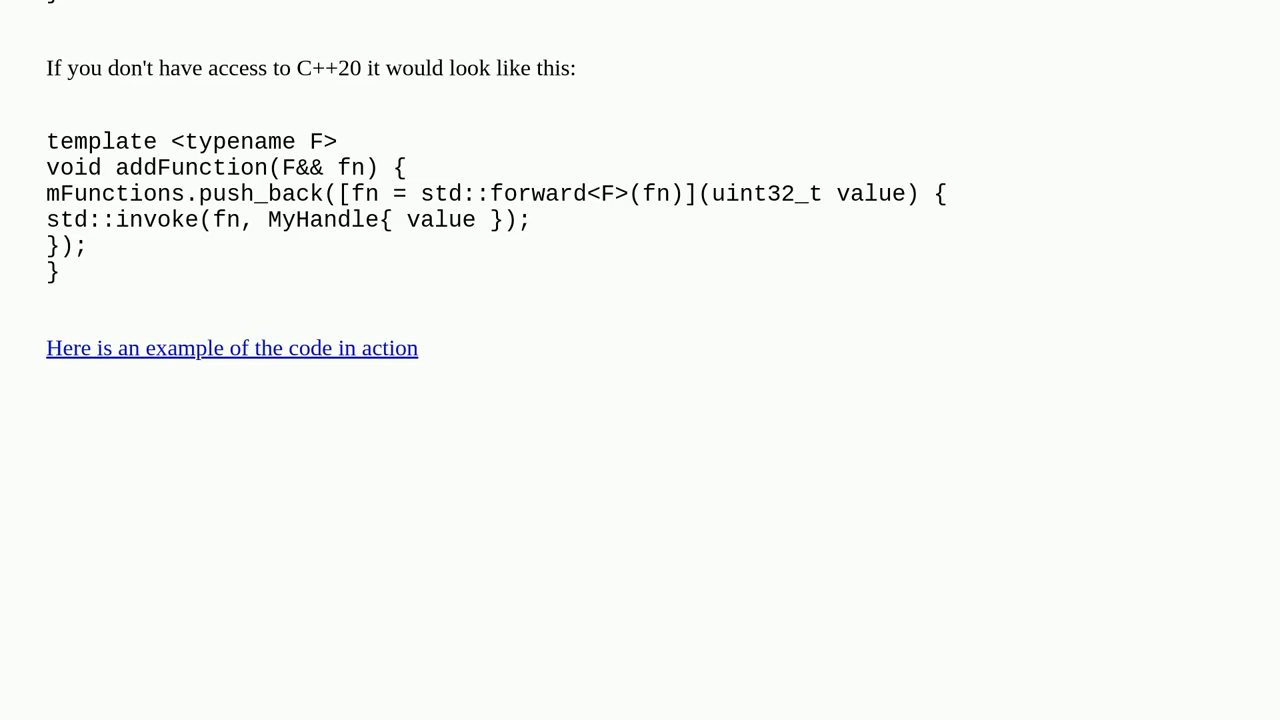 }
If you don't have access to C++20 it would look like this:
template <typename F>
void addFunction(F&& fn) {
mFunctions.push_back([fn = std::forward<F>(fn)](uint32_t value) {
std::invoke(fn, MyHandle{ value });
});
}
Here is an example of the code in action